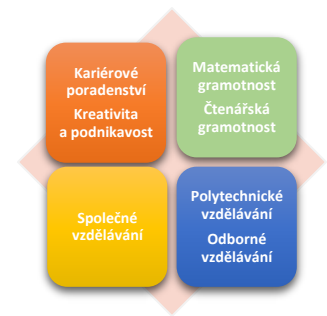 Kariérové
poradenství
Kreativita
a podnikavost
Matematická
gramotnost
Čtenářská
gramotnost
Společné
vzdělávání
Polytechnické
vzdělávání
Odborné
vzdělávání